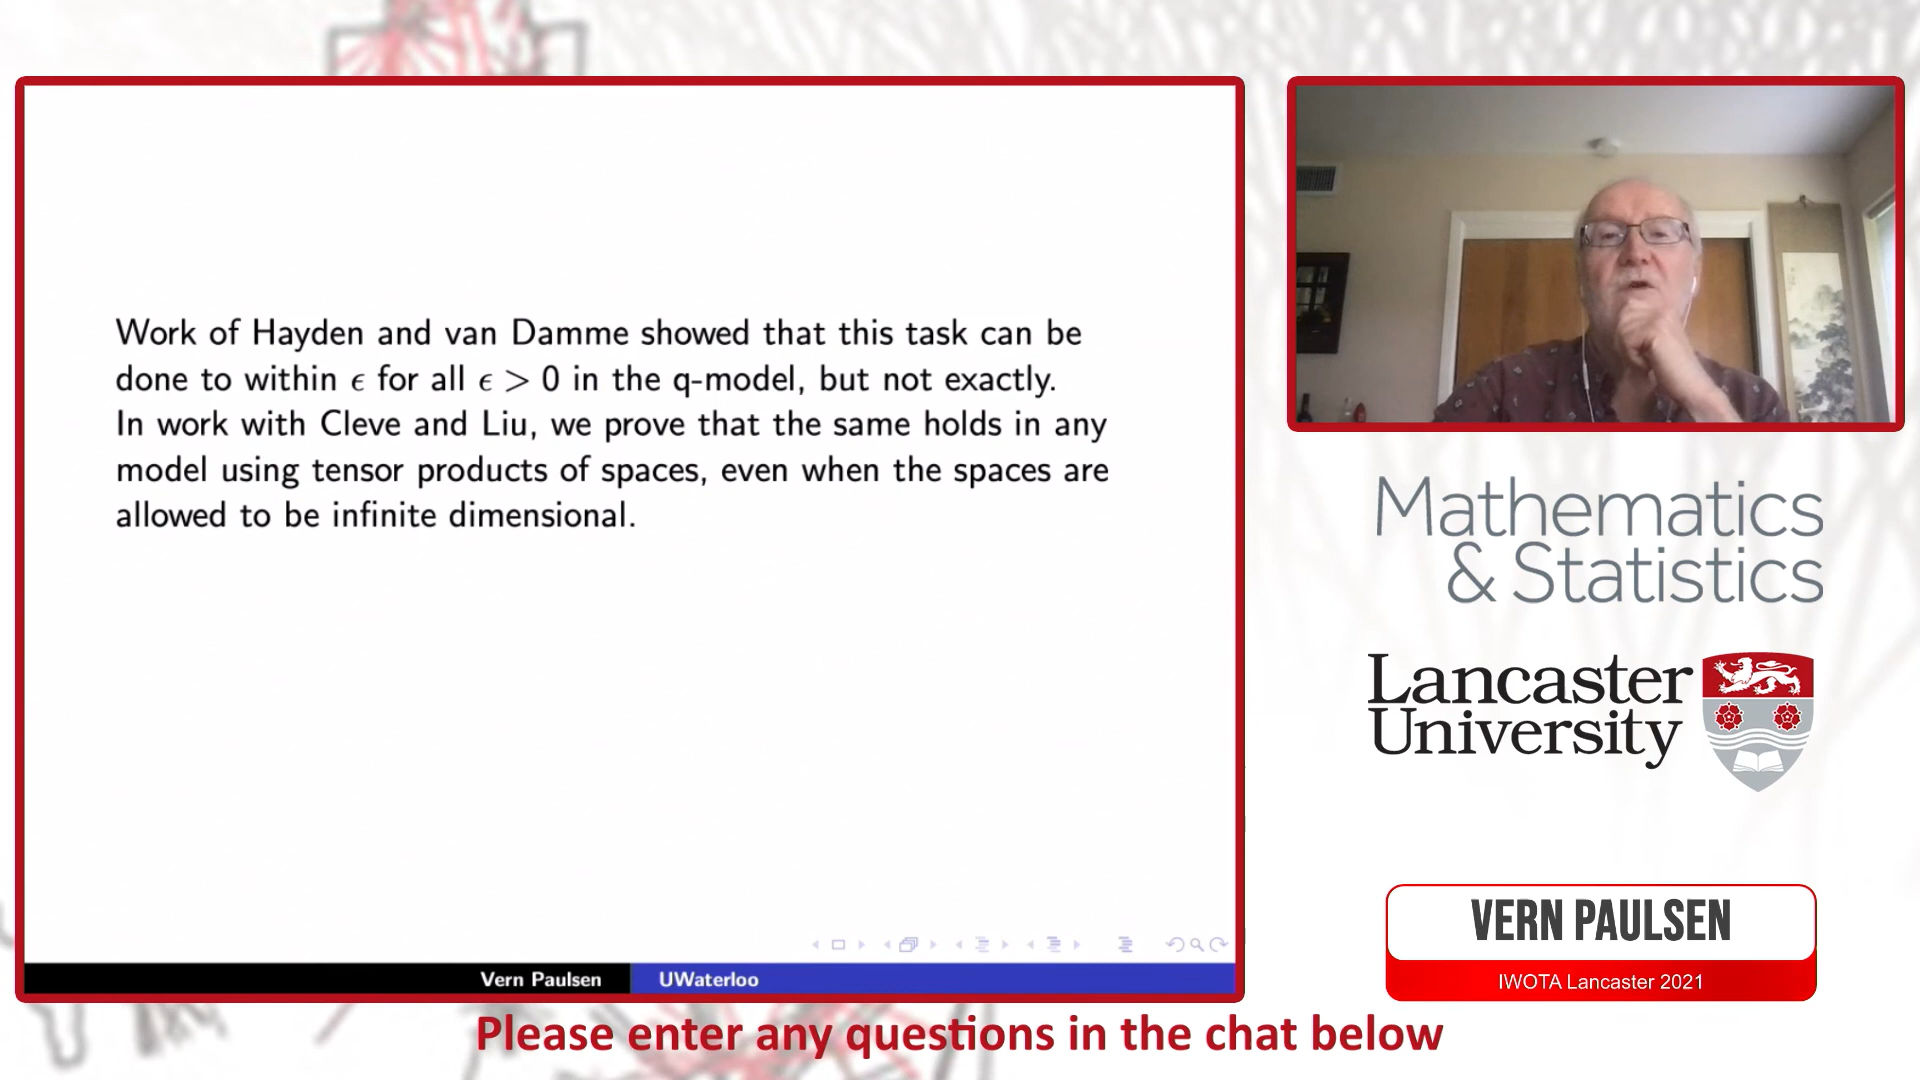 Work of Hayden and van Damme showed that this task can be
done to within ϵ for all ϵ > 0 in the q-model, but not exactly.
In work with Cleve and Liu, we prove that the same holds in any
model using tensor products of spaces, even when the spaces are
allowed to be infinite dimensional.
Vern Paulsen UWaterloo
Mathematics
& Statistics
Lancaster
University
VERN PAULSEN
IWOTA Lancaster 2021
Please enter any questions in the chat below